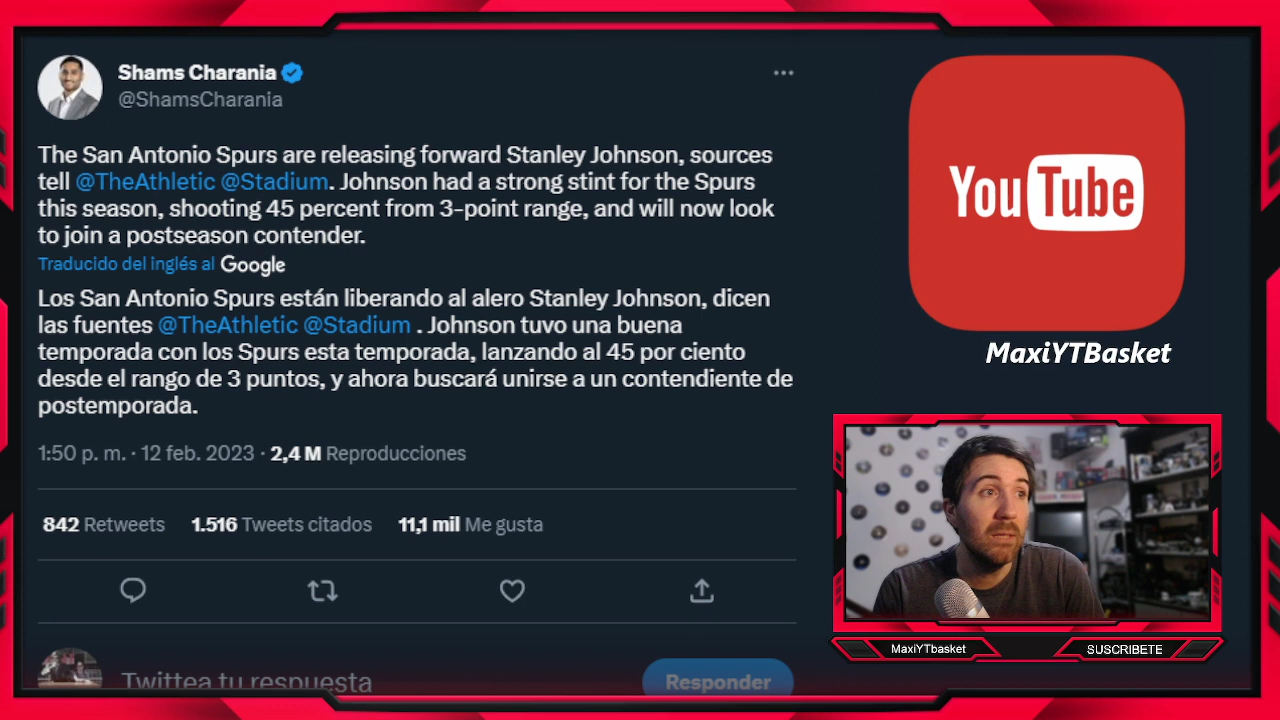 Shams Charania
@ShamsCharania
The San Antonio Spurs are releasing forward Stanley Johnson, sources
tell @TheAthletic @Stadium. Johnson had a strong stint for the Spurs
this season, shooting 45 percent from 3-point range, and will now look
to join a postseason contender.
Traducido del inglés al Google
Los San Antonio Spurs están liberando al alero Stanley Johnson, dicen
las fuentes @TheAthletic @Stadium . Johnson tuvo una buena
temporada con los Spurs esta temporada, lanzando al 45 por ciento
desde el rango de 3 puntos, y ahora buscará unirse a un contendiente de
postemporada.
1:50 p. m. · 12 feb. 2023 · 2,4 M Reproducciones
842 Retweets 1.516 Tweets citados 11,1 mil Me gusta
Twittea tu respuesta
Responder
YouTube
MaxiYTBasket
MaxiYTbasket
SUSCRIBETE